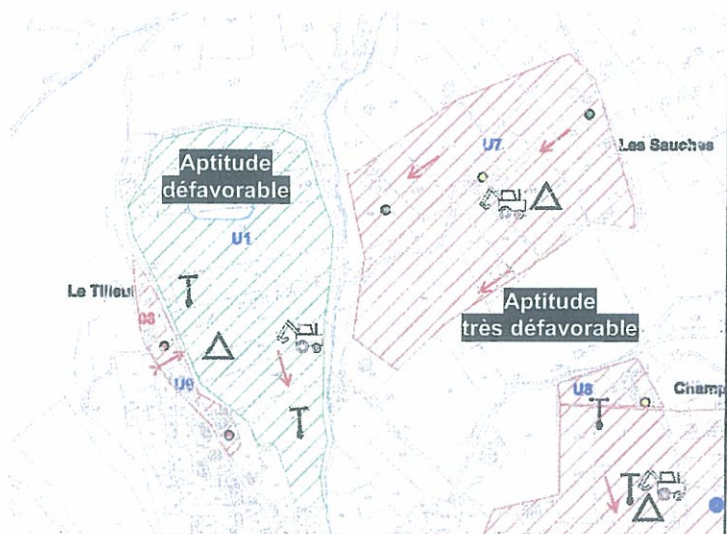 Aptitude
défavorable
U7
Les Sauches
U1
Le Tilleul
Aptitude
très défavorable
U9
U8
Champ